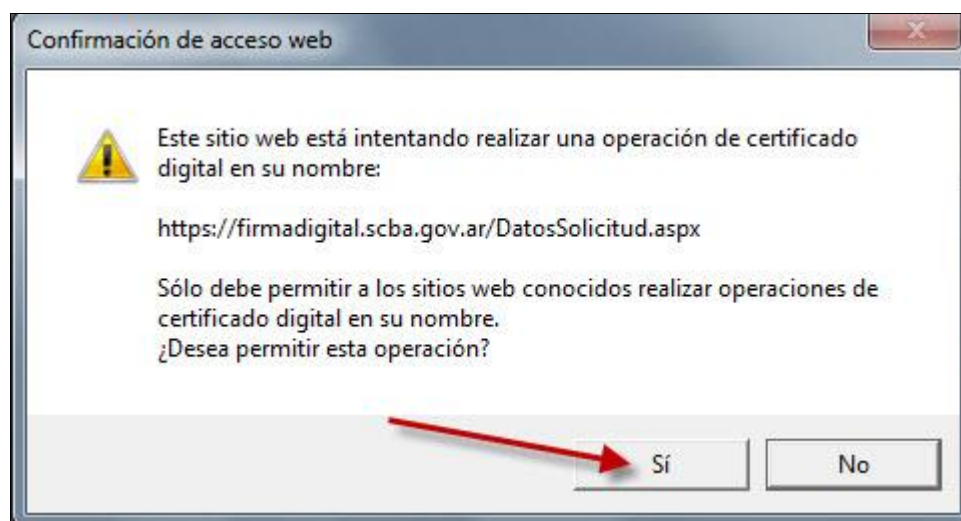 Confirmación de acceso web
Este sitio web está intentando realizar una operación de certificado
digital en su nombre:
https://firmadigital.scba.gov.ar/DatosSolicitud.aspx
Sólo debe permitir a los sitios web conocidos realizar operaciones de
certificado digital en su nombre.
¿Desea permitir esta operación?
Sí
No